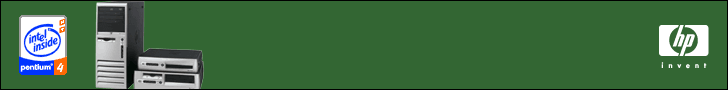 intel
inside
pentium 4
hp
invent